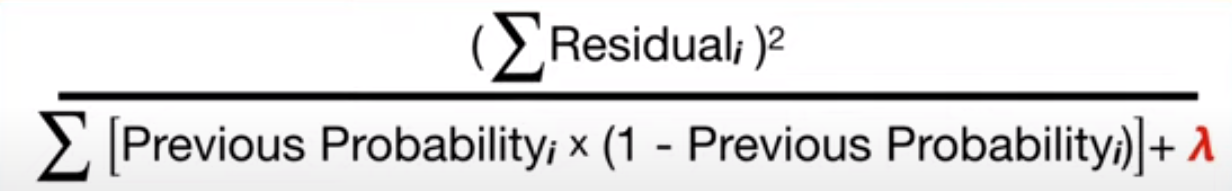 (∑Residualᵢ)²
∑ [Previous Probabilityᵢ × (1 - Previous Probabilityᵢ)]+ λ